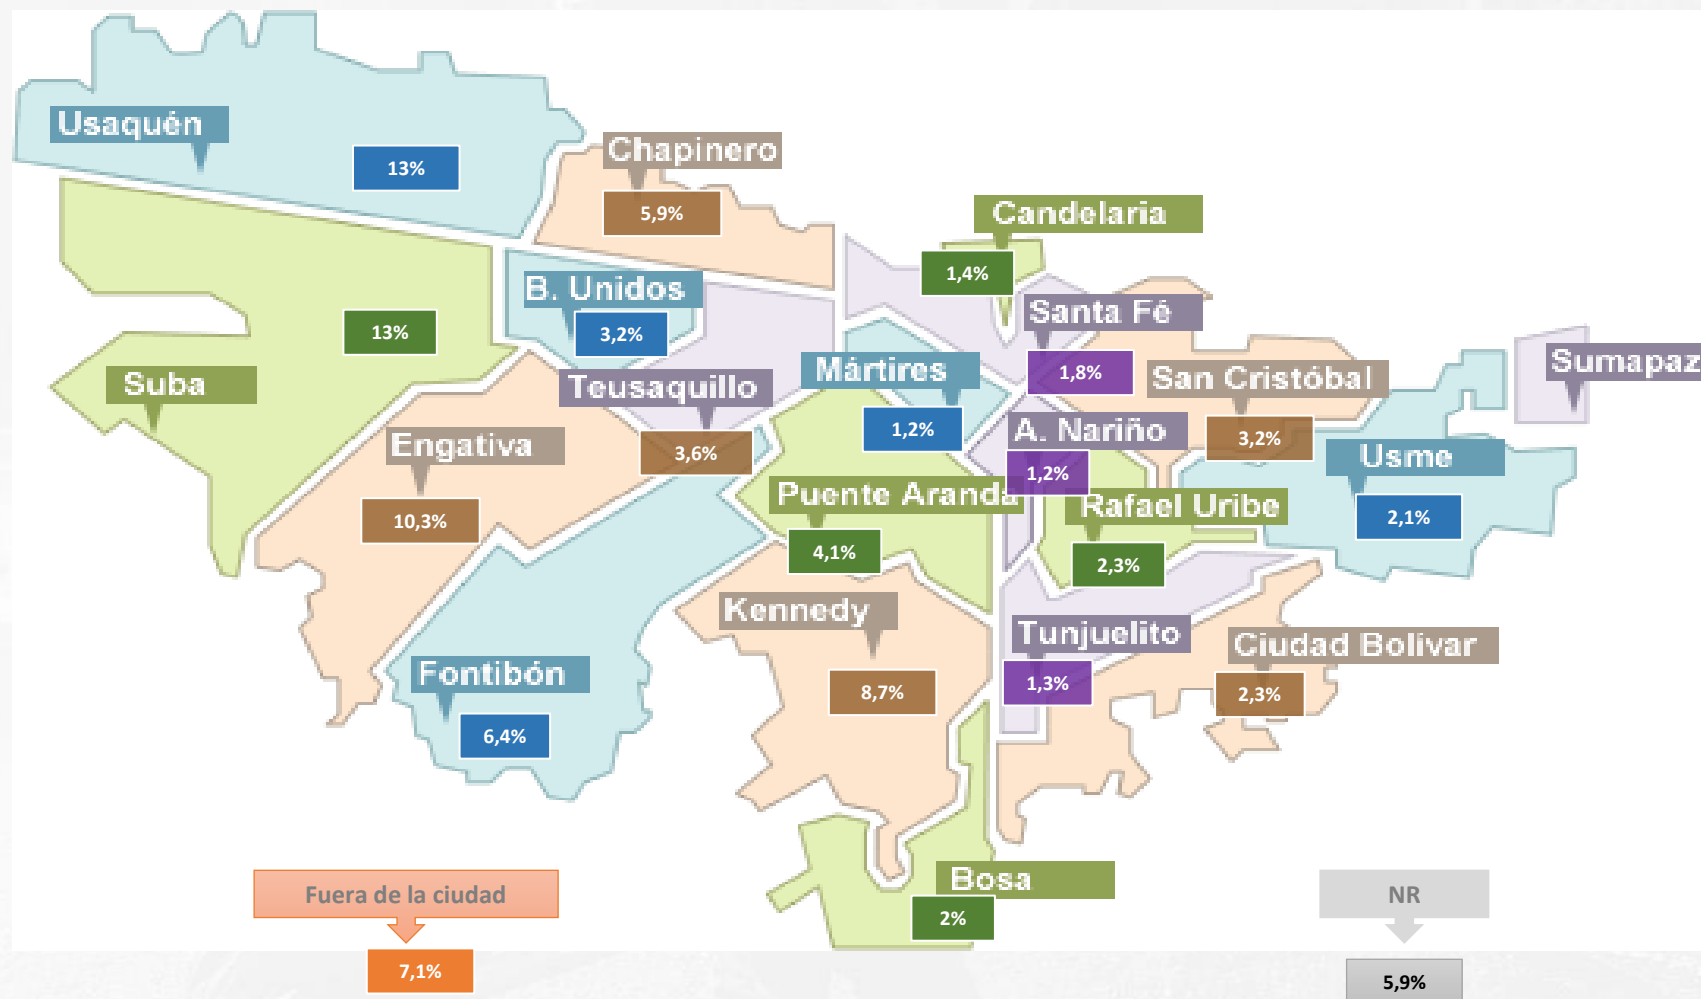 Usaquén
13%
Chapinero
5,9%
Candelaria
1,4%
B. Unidos
3,2%
Santa Fé
1,8%
13%
Suba
Teusaquillo
3,6%
Mártires
1,2%
San Cristóbal
3,2%
Sumapaz
Engativa
10,3%
A. Nariño
1,2%
Usme
2,1%
Puente Aranda
4,1%
Rafael Uribe
2,3%
Kennedy
8,7%
Tunjuelito
1,3%
Ciudad Bolívar
2,3%
Fontibón
6,4%
Bosa
2%
Fuera de la ciudad
7,1%
NR
5,9%